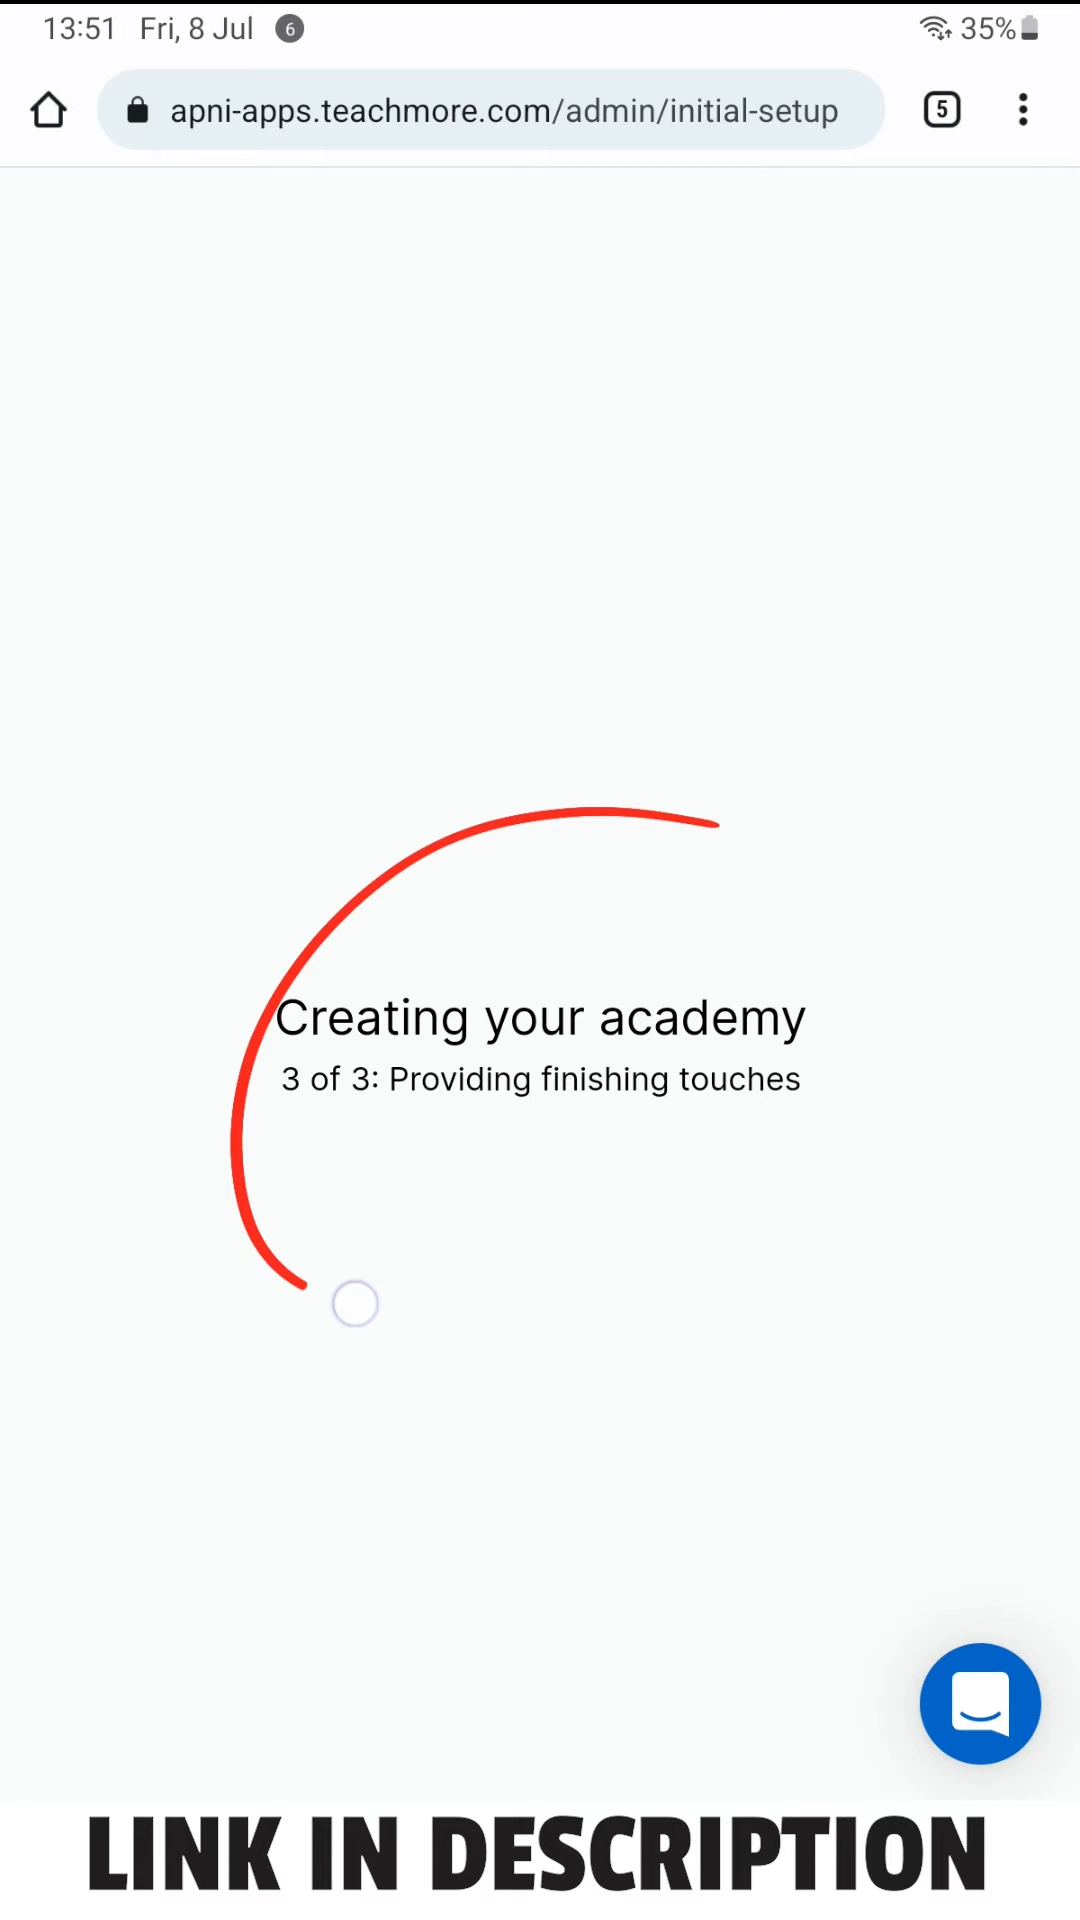 13:51 Fri, 8 Jul 6 35%
apni-apps.teachmore.com/admin/initial-setup 5
Creating your academy
3 of 3: Providing finishing touches
LINK IN DESCRIPTION